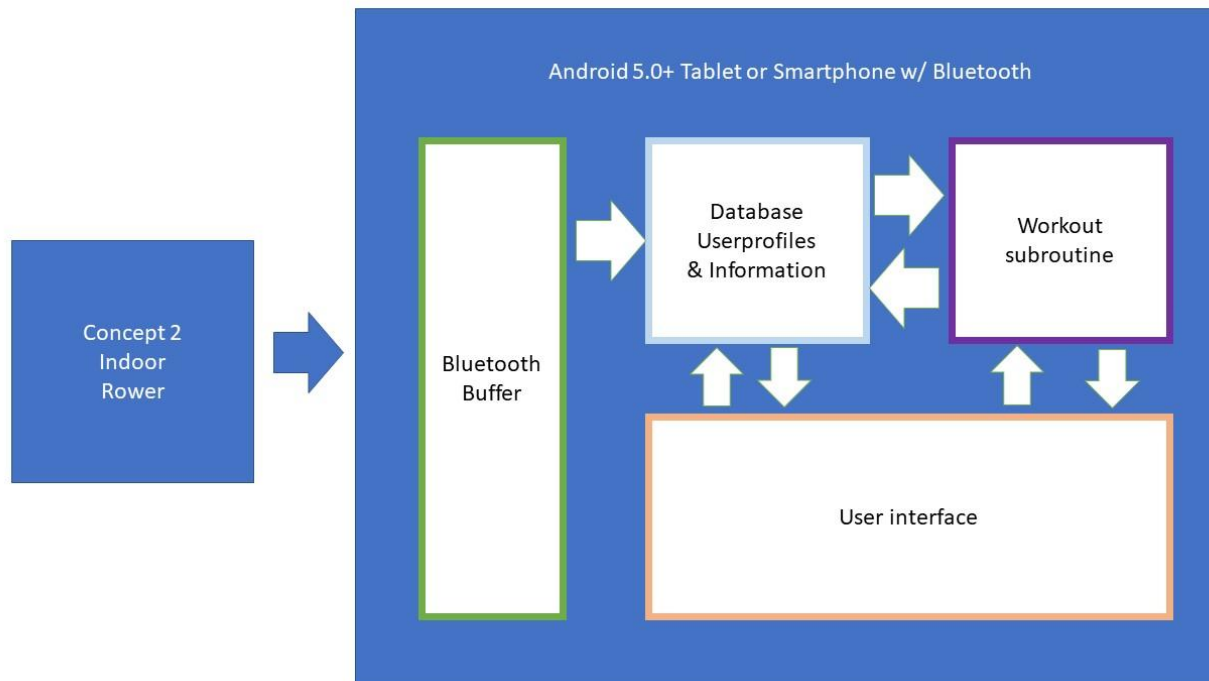 Android 5.0+ Tablet or Smartphone w/ Bluetooth
Concept 2
Indoor
Rower
Bluetooth
Buffer
Database
Userprofiles
& Information
Workout
subroutine
User interface